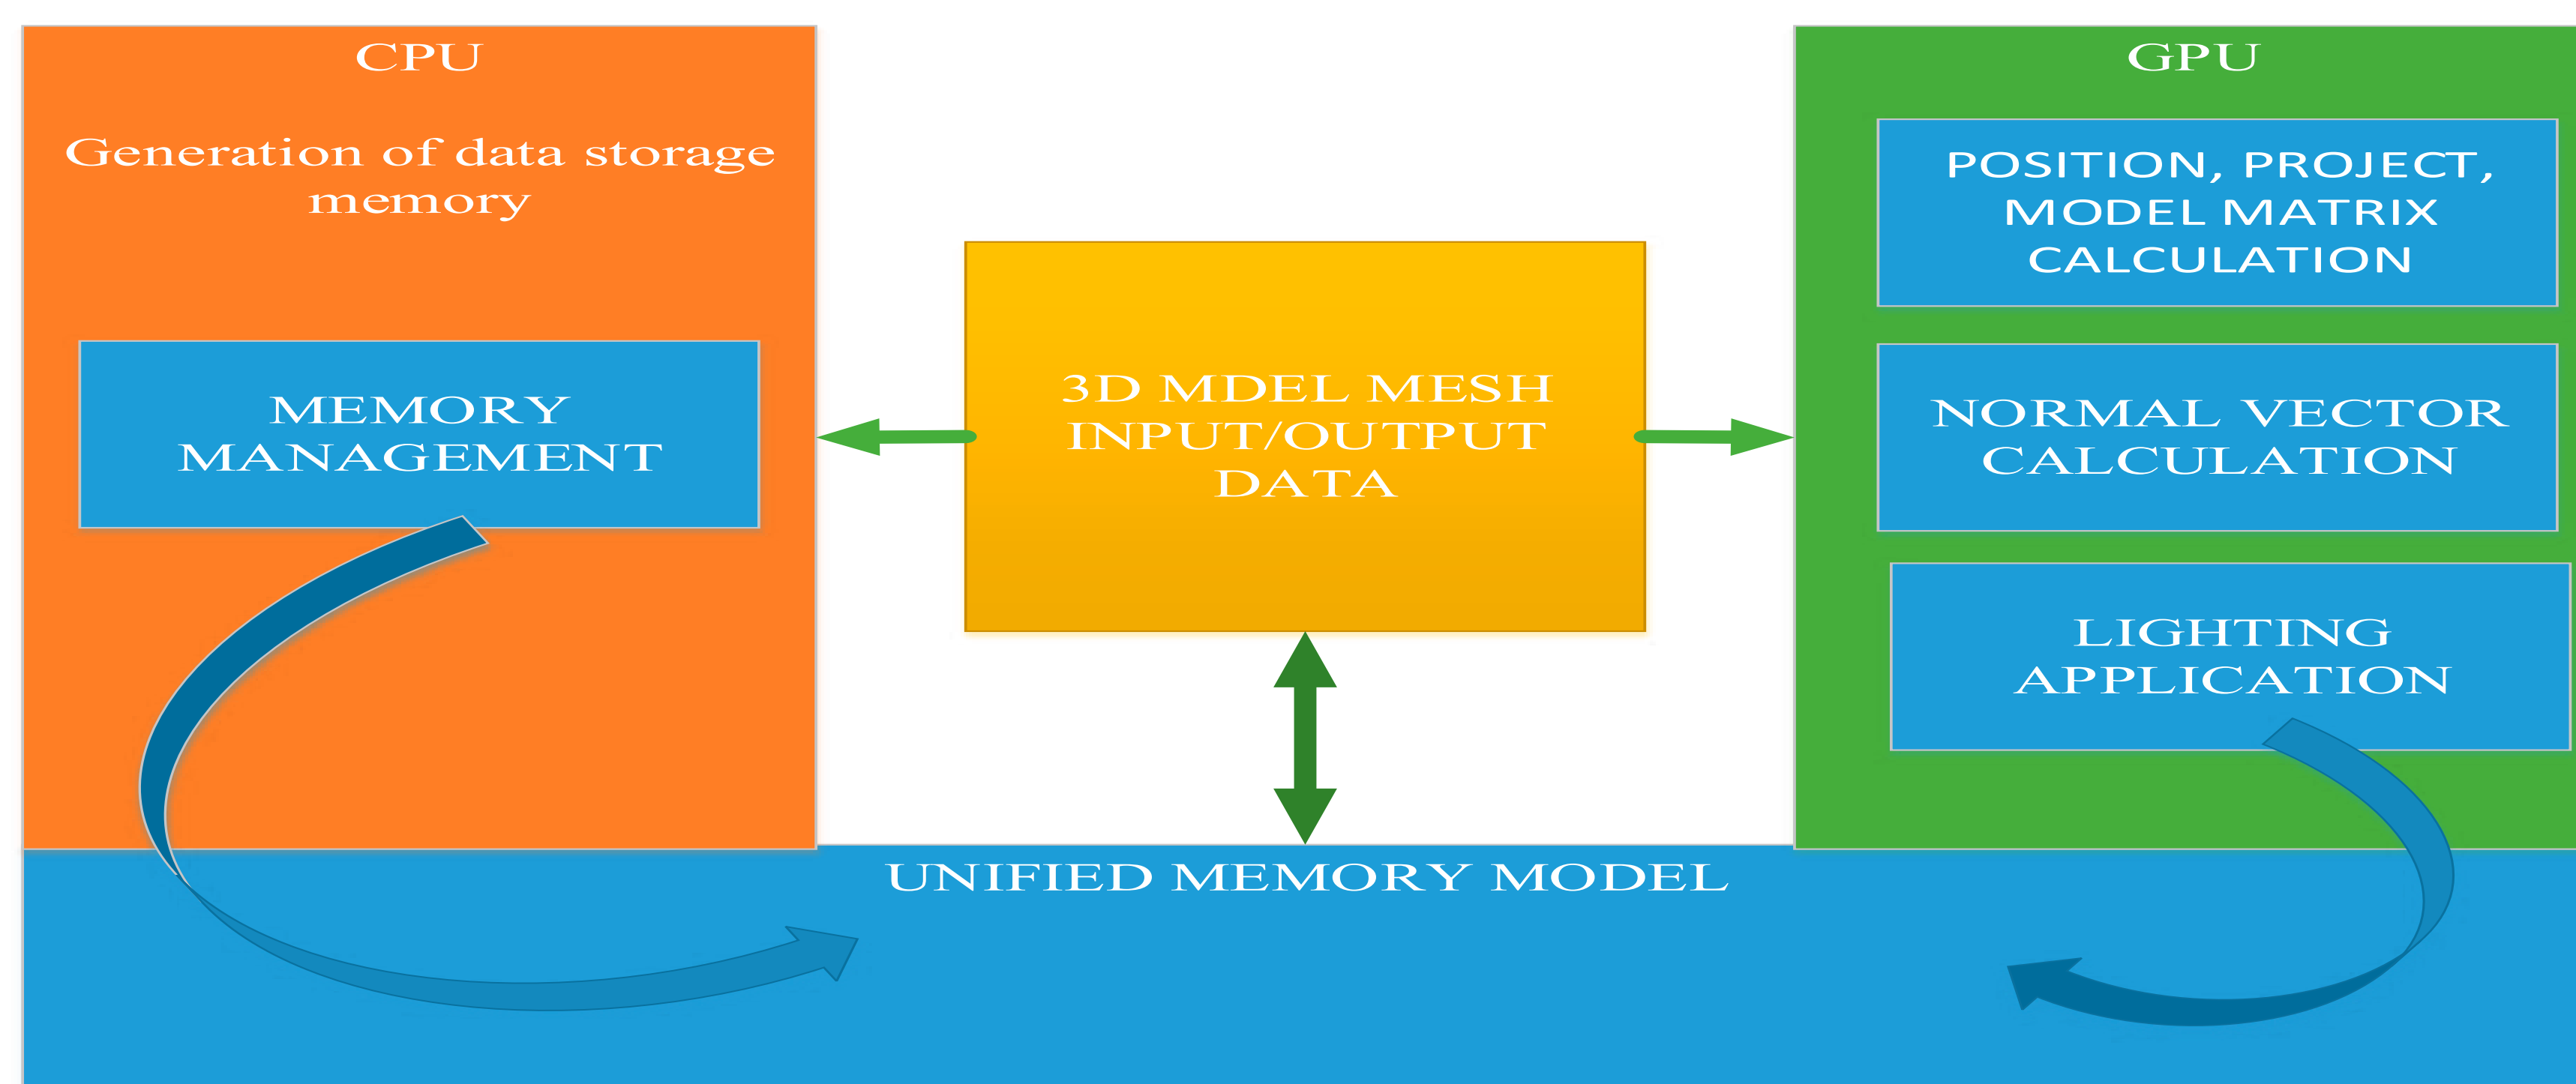 CPU
Generation of data storage
memory
MEMORY
MANAGEMENT
3D MDEL MESH
INPUT/OUTPUT
DATA
GPU
POSITION, PROJECT,
MODEL MATRIX
CALCULATION
NORMAL VECTOR
CALCULATION
LIGHTING
APPLICATION
UNIFIED MEMORY MODEL